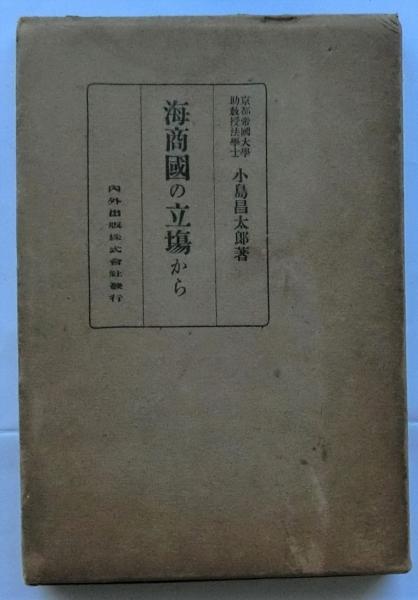 京都帝國大學
助教授法學士
小島昌太郎著
海商國の立場から
內外出版株式會社發行